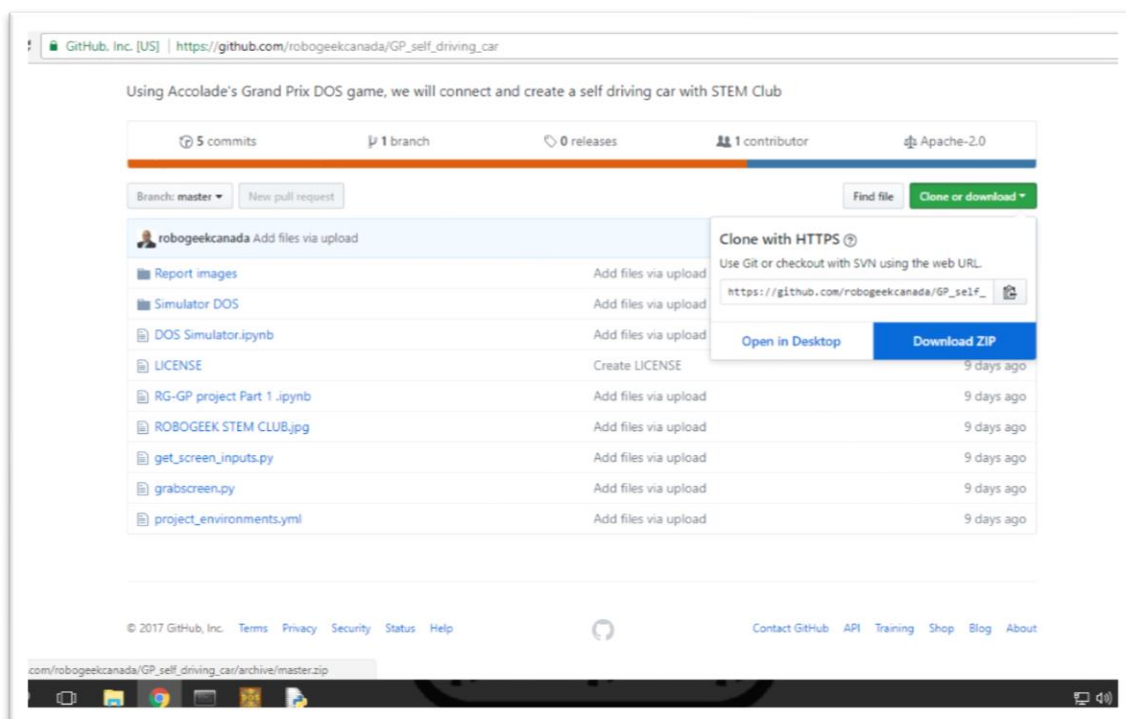 GitHub, Inc. [US] | https://github.com/robogeekcanada/GP_self_driving_car
Using Accolade's Grand Prix DOS game, we will connect and create a self driving car with STEM Club
5 commits 1 branch 0 releases 1 contributor Apache-2.0
Branch: master New pull request Find file Clone or download
robogeekcanada Add files via upload
Clone with HTTPS
Use Git or checkout with SVN using the web URL.
https://github.com/robogeekcanada/GP_self_
Open in Desktop Download ZIP
Report images Add files via upload
Simulator DOS Add files via upload
DOS Simulator.ipynb Add files via upload
LICENSE Create LICENSE 9 days ago
RG-GP project Part 1 .ipynb Add files via upload 9 days ago
ROBOGEEK STEM CLUB.jpg Add files via upload 9 days ago
get_screen_inputs.py Add files via upload 9 days ago
grabscreen.py Add files via upload 9 days ago
project_environments.yml Add files via upload 9 days ago
© 2017 GitHub, Inc. Terms Privacy Security Status Help Contact GitHub API Training Shop Blog About
.com/robogeekcanada/GP_self_driving_car/archive/master.zip